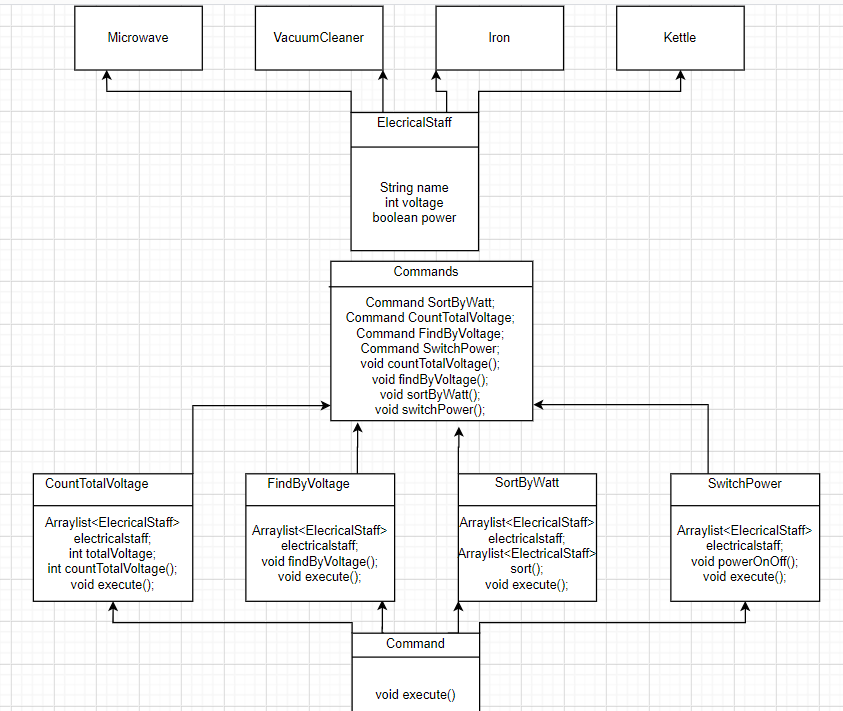 Microwave
VacuumCleaner
Iron
Kettle
ElecricalStaff
String name
int voltage
boolean power
Commands
Command SortByWatt;
Command CountTotalVoltage;
Command FindByVoltage;
Command SwitchPower;
void countTotalVoltage();
void findByVoltage();
void sortByWatt();
void switchPower();
CountTotalVoltage
Arraylist<ElecricalStaff>
electricalstaff;
int totalVoltage;
int countTotalVoltage();
void execute();
FindByVoltage
Arraylist<ElecricalStaff>
electricalstaff;
void findByVoltage();
void execute();
SortByWatt
Arraylist<ElecricalStaff>
electricalstaff;
Arraylist<ElectricalStaff>
sort();
void execute();
SwitchPower
Arraylist<ElecricalStaff>
electricalstaff;
void powerOnOff();
void execute();
Command
void execute()